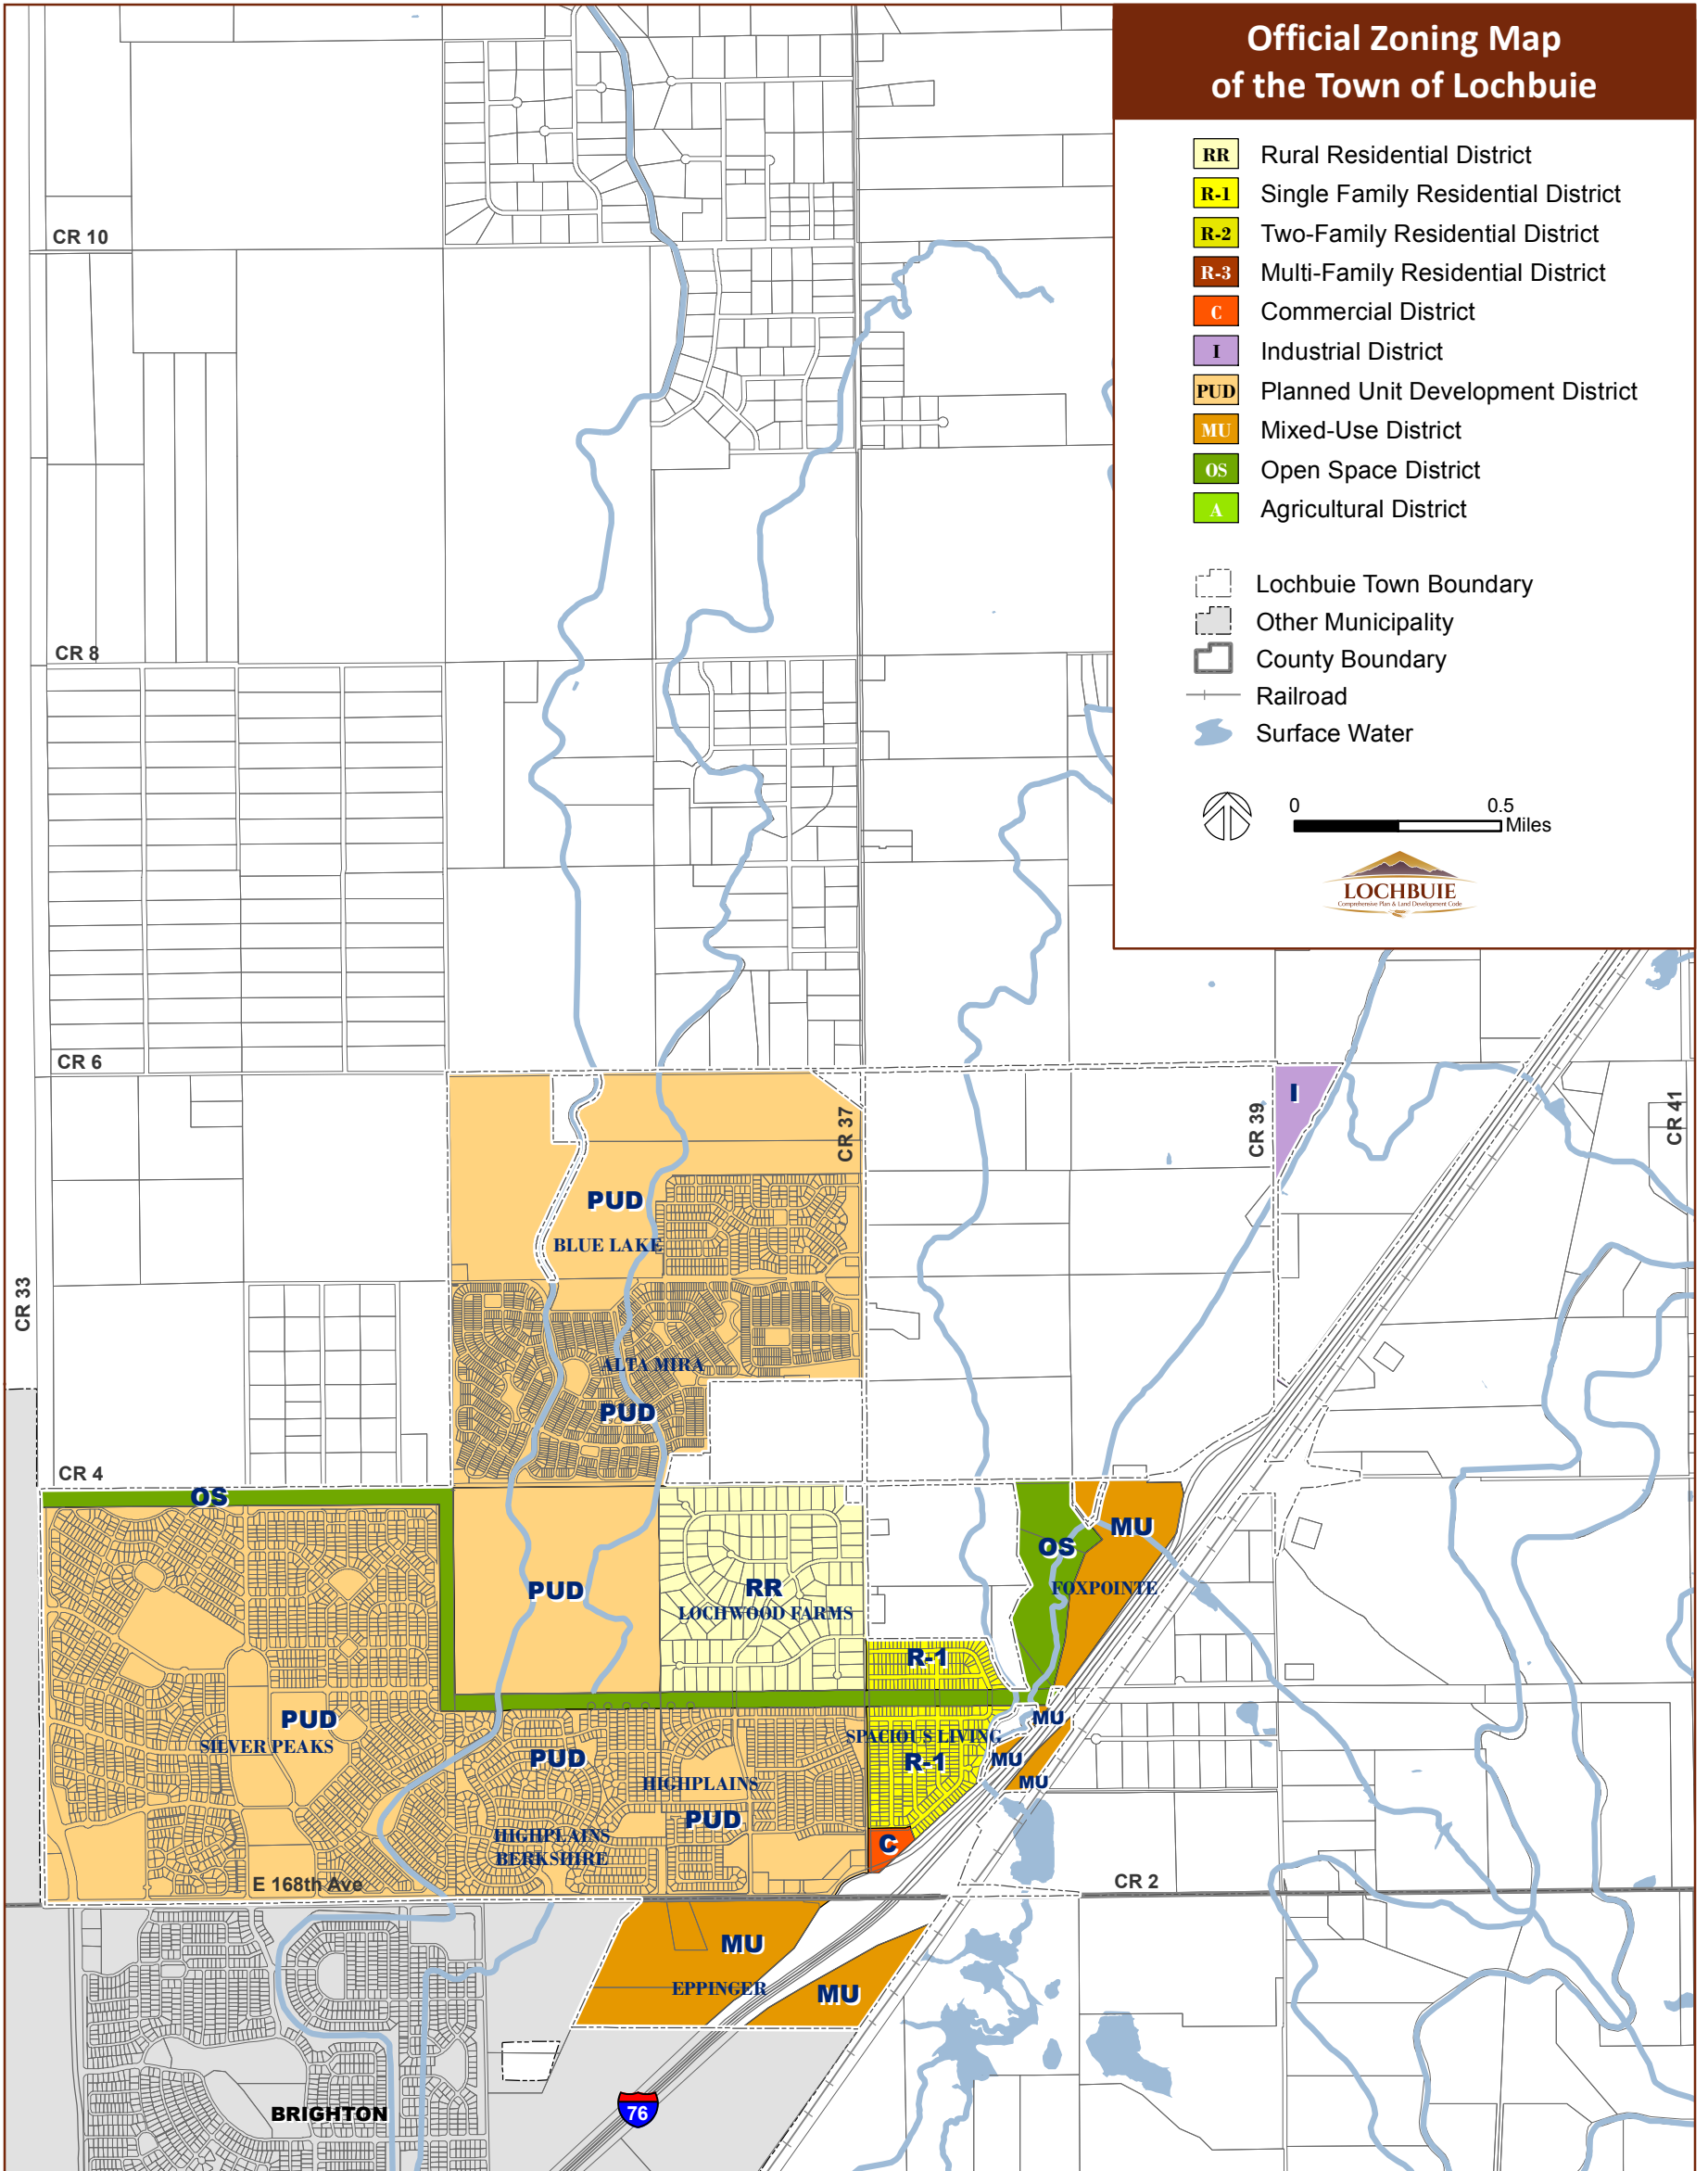 Official Zoning Map
of the Town of Lochbuie
RR Rural Residential District
R-1 Single Family Residential District
R-2 Two-Family Residential District
R-3 Multi-Family Residential District
C Commercial District
I Industrial District
PUD Planned Unit Development District
MU Mixed-Use District
OS Open Space District
A Agricultural District
Lochbuie Town Boundary
Other Municipality
County Boundary
Railroad
Surface Water
0 0.5
Miles
LOCHBUIE
Comprehensive Plan & Land Development Code
CR 10
CR 8
CR 6
CR 37
CR 39
I
CR 41
PUD
BLUE LAKE
CR 33
ALTA MIRA
PUD
CR 4
OS
MU
OS
PUD
RR
FOXPOINTE
LOCHWOOD FARMS
R-1
PUD
MU
SILVER PEAKS
SPACIOUS LIVING
PUD
R-1
MU
HIGHPLAINS
MU
PUD
HIGHPLAINS
BERKSHIRE
C
E 168th Ave
CR 2
MU
EPPINGER
MU
BRIGHTON
76